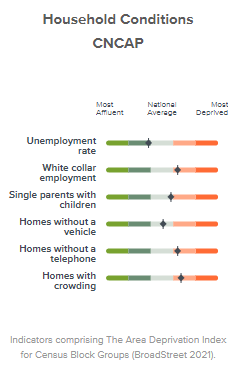 Household Conditions
CNCAP
Most
Affluent
National
Average
Most
Deprived
Unemployment
rate
White collar
employment
Single parents with
children
Homes without a
vehicle
Homes without a
telephone
Homes with
crowding
Indicators comprising The Area Deprivation Index
for Census Block Groups (BroadStreet 2021).